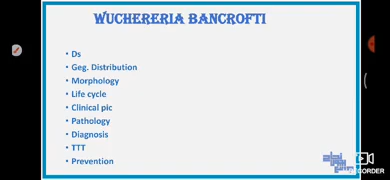 WUCHERERIA BANCROFTI
• Ds
• Geg. Distribution
• Morphology
• Life cycle
• Clinical pic
• Pathology
• Diagnosis
• TTT
• Prevention